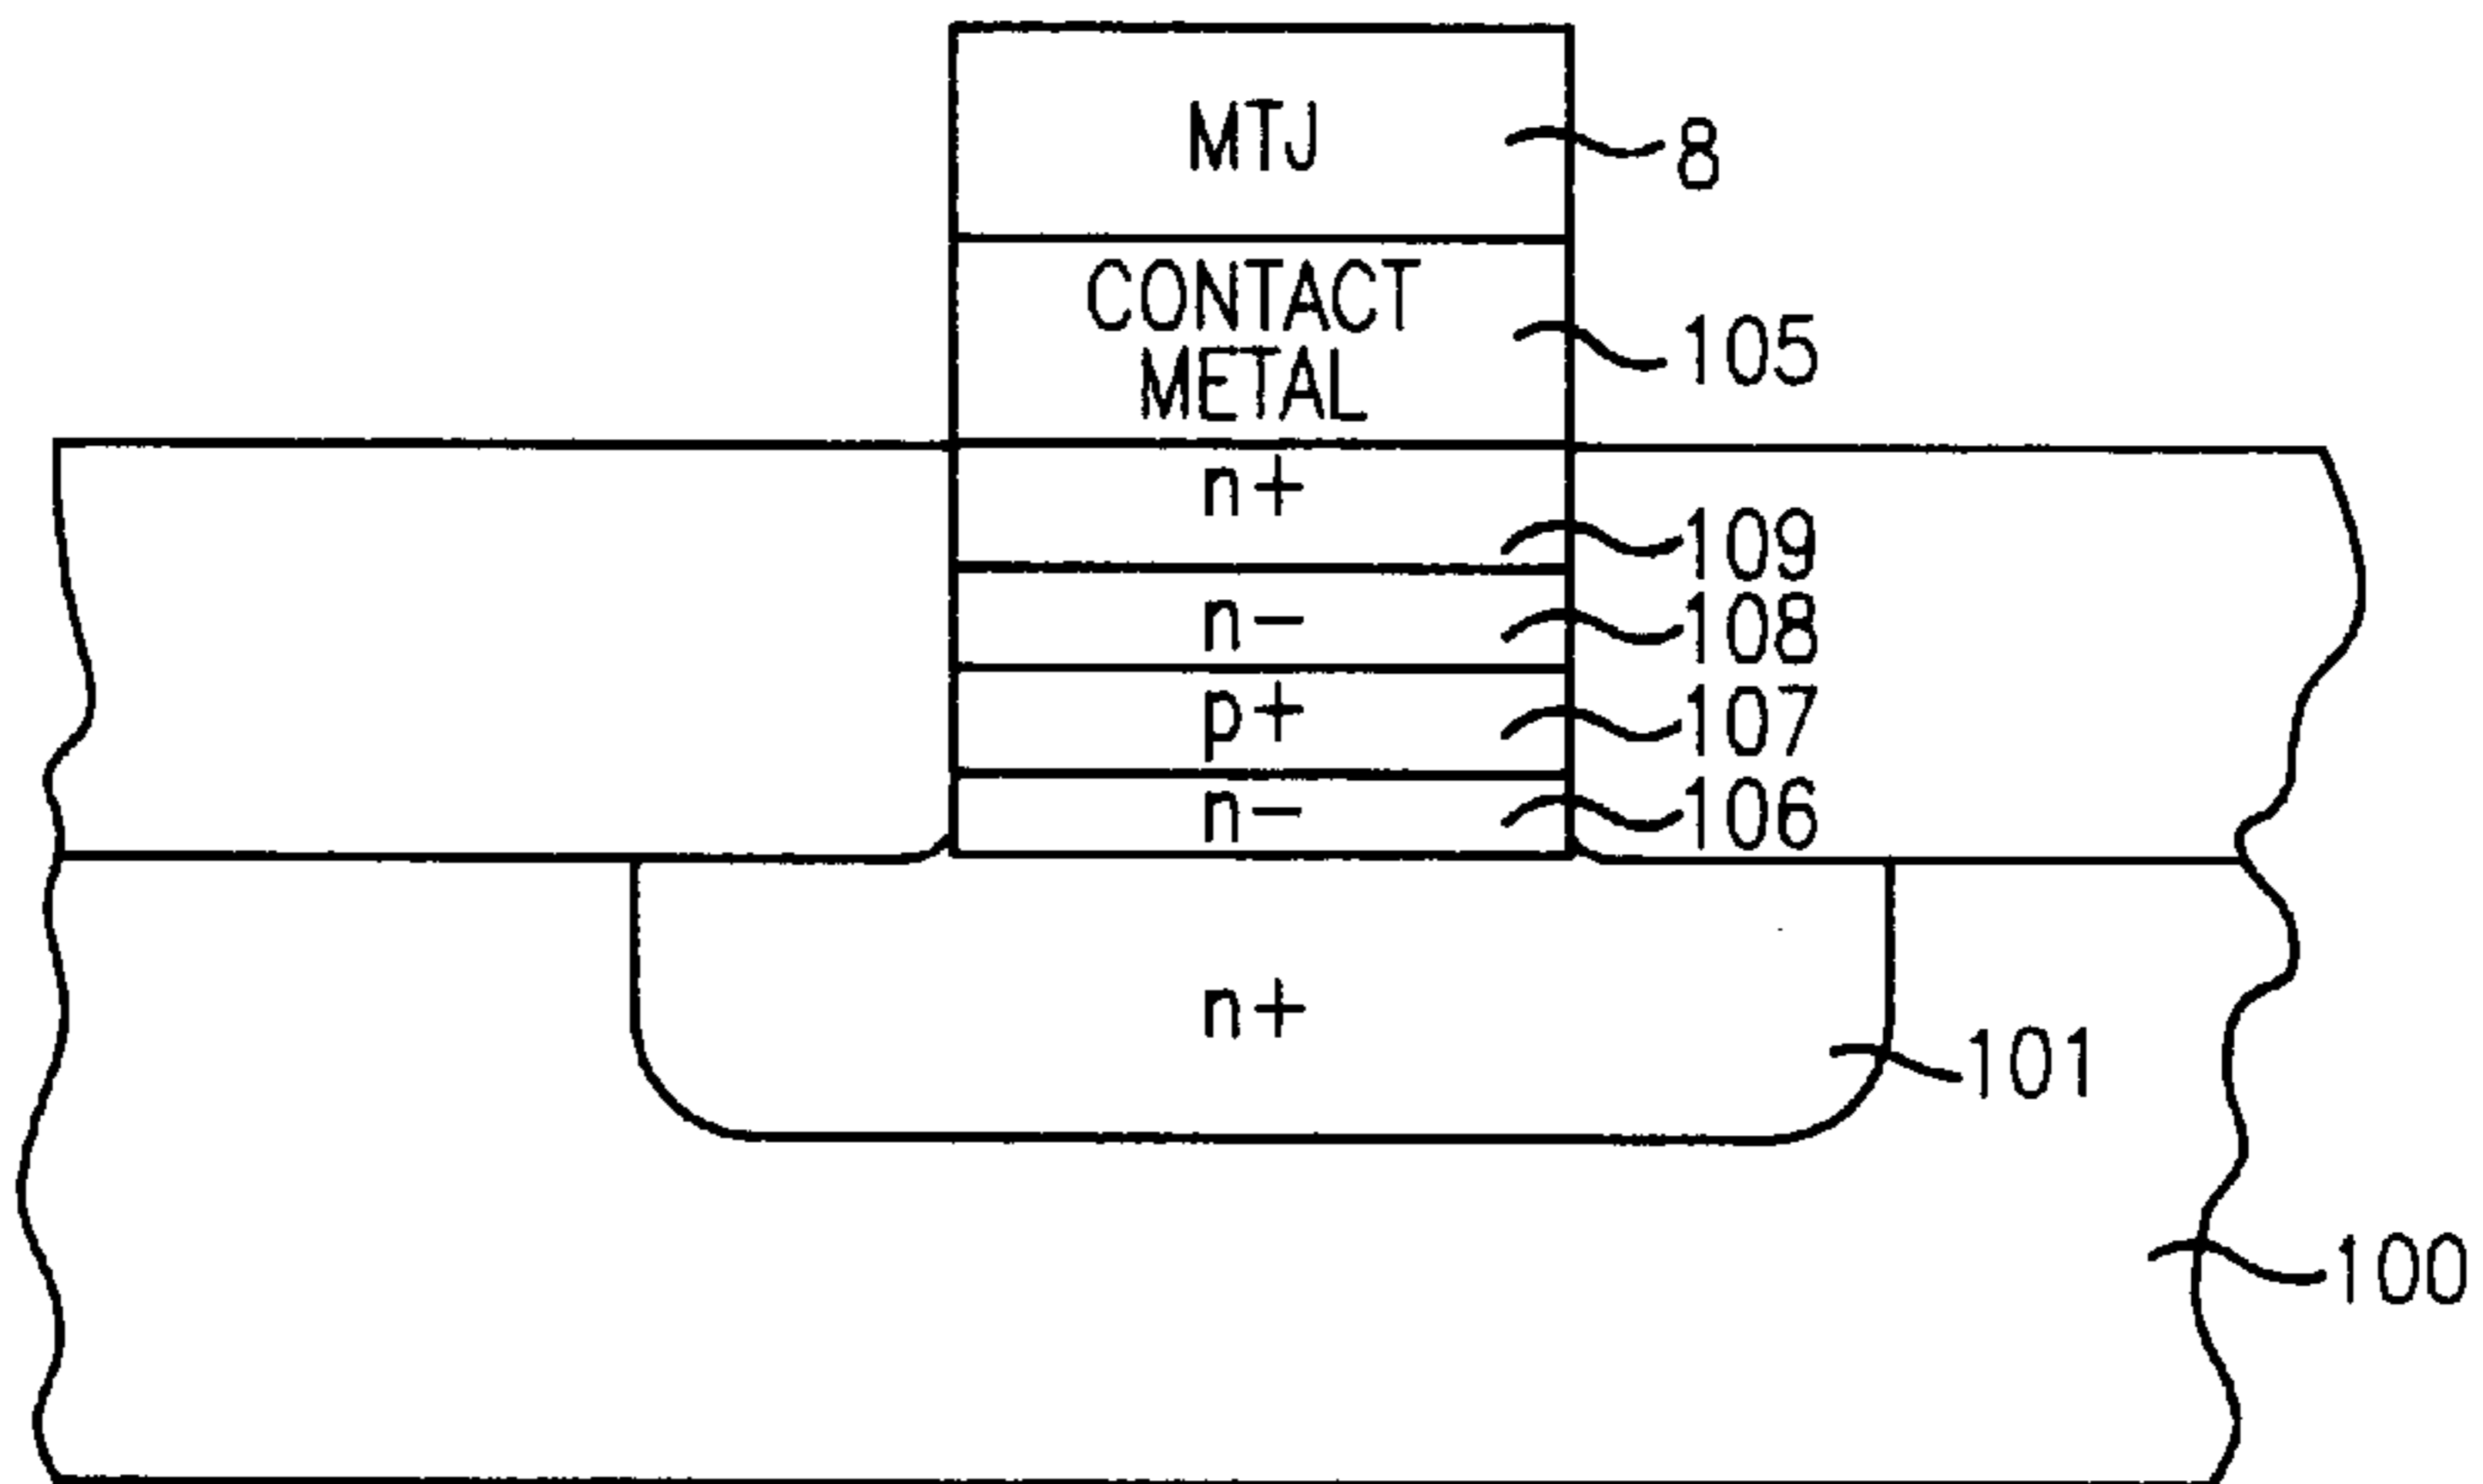 MTJ
8
CONTACT
METAL
105
n+
109
n-
108
p+
107
n-
106
n+
101
100